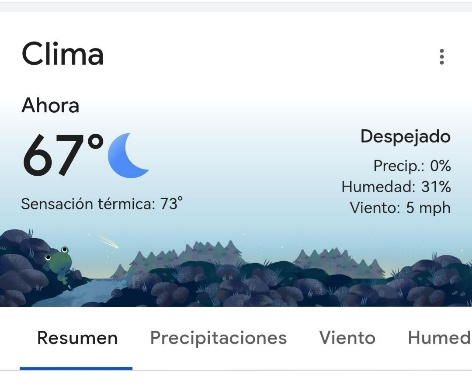 Clima
Ahora
67°
Despejado
Precip.: 0%
Humedad: 31%
Sensación térmica: 73°
Viento: 5 mph
Resumen Precipitaciones Viento Humed